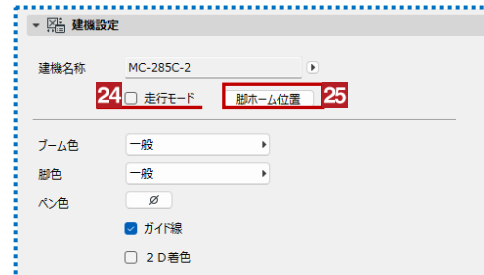 建機設定
建機名称 MC-285C-2
24 走行モード 脚ホーム位置 25
ブーム色 一般
脚色 一般
ペン色
ガイド線
2D着色